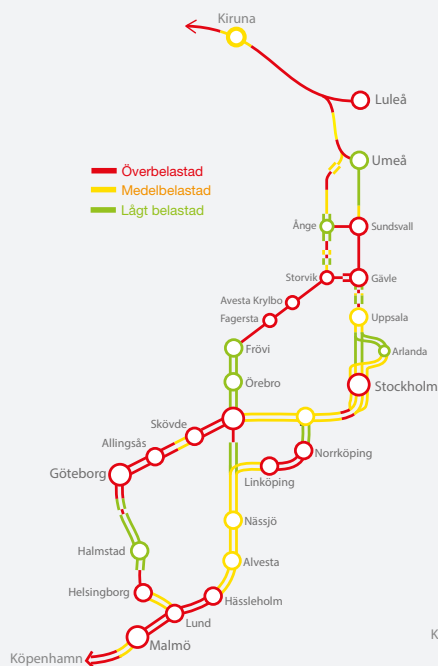 Kiruna
Luleå
Umeå
Överbelastad
Medelbelastad
Lågt belastad
Ånge
Sundsvall
Storvik
Gävle
Avesta Krylbo
Fagersta
Uppsala
Frövi
Arlanda
Örebro
Stockholm
Skövde
Allingsås
Norrköping
Göteborg
Linköping
Nässjö
Halmstad
Alvesta
Helsingborg
Hässleholm
Lund
K
Malmö
Köpenhamn